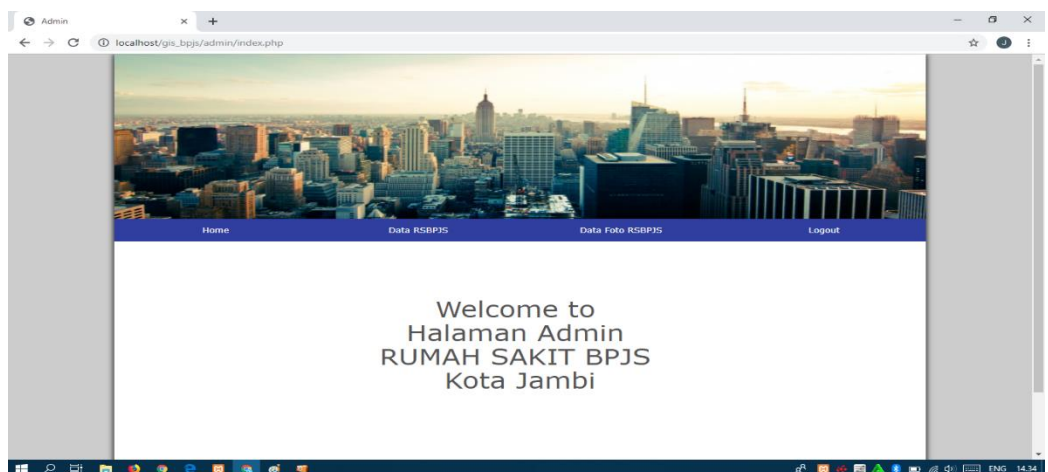 Admin
localhost/gis_bpjs/admin/index.php
J
Home Data RSBPJS Data Foto RSBPJS Logout
Welcome to
Halaman Admin
RUMAH SAKIT BPJS
Kota Jambi
ENG 14.34